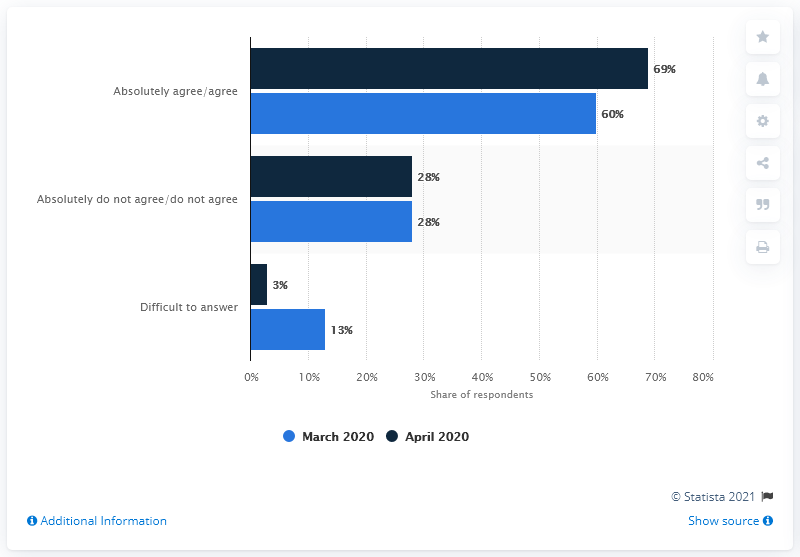 Absolutely agree/agree
69%
60%
Absolutely do not agree/do not agree
28%
28%
Difficult to answer
3%
13%
0% 10% 20% 30% 40% 50% 60% 70% 80%
Share of respondents
March 2020 April 2020
© Statista 2021
Additional Information Show source